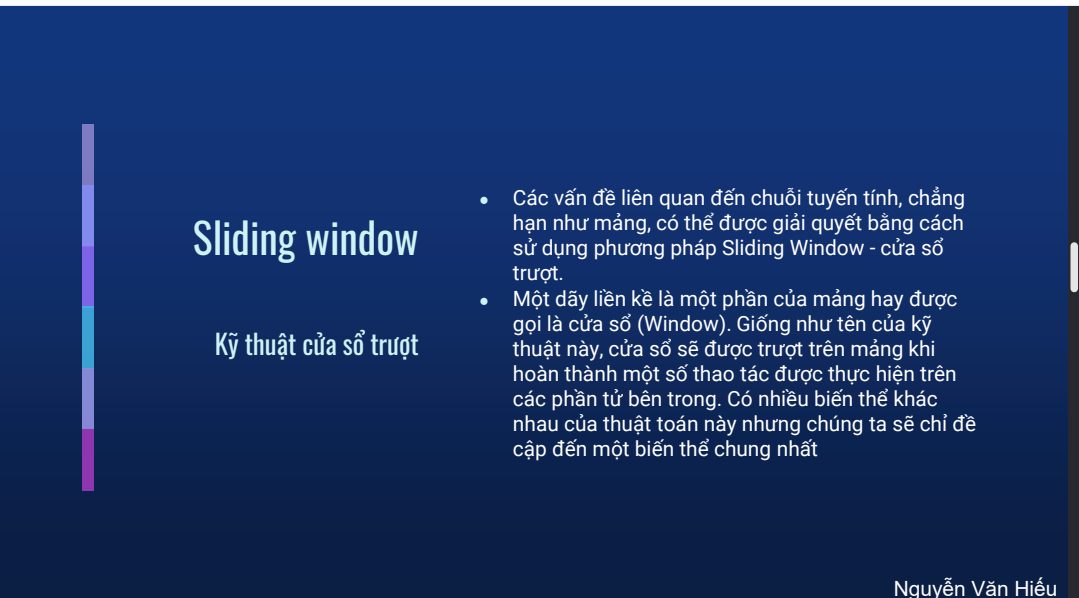 Sliding window
Kỹ thuật cửa sổ trượt
● Các vấn đề liên quan đến chuỗi tuyến tính, chẳng
hạn như mảng, có thể được giải quyết bằng cách
sử dụng phương pháp Sliding Window - cửa sổ
trượt.
● Một dãy liền kề là một phần của mảng hay được
gọi là cửa sổ (Window). Giống như tên của kỹ
thuật này, cửa sổ sẽ được trượt trên mảng khi
hoàn thành một số thao tác được thực hiện trên
các phần tử bên trong. Có nhiều biến thể khác
nhau của thuật toán này nhưng chúng ta sẽ chỉ đề
cập đến một biến thể chung nhất
Nguyễn Văn Hiếu